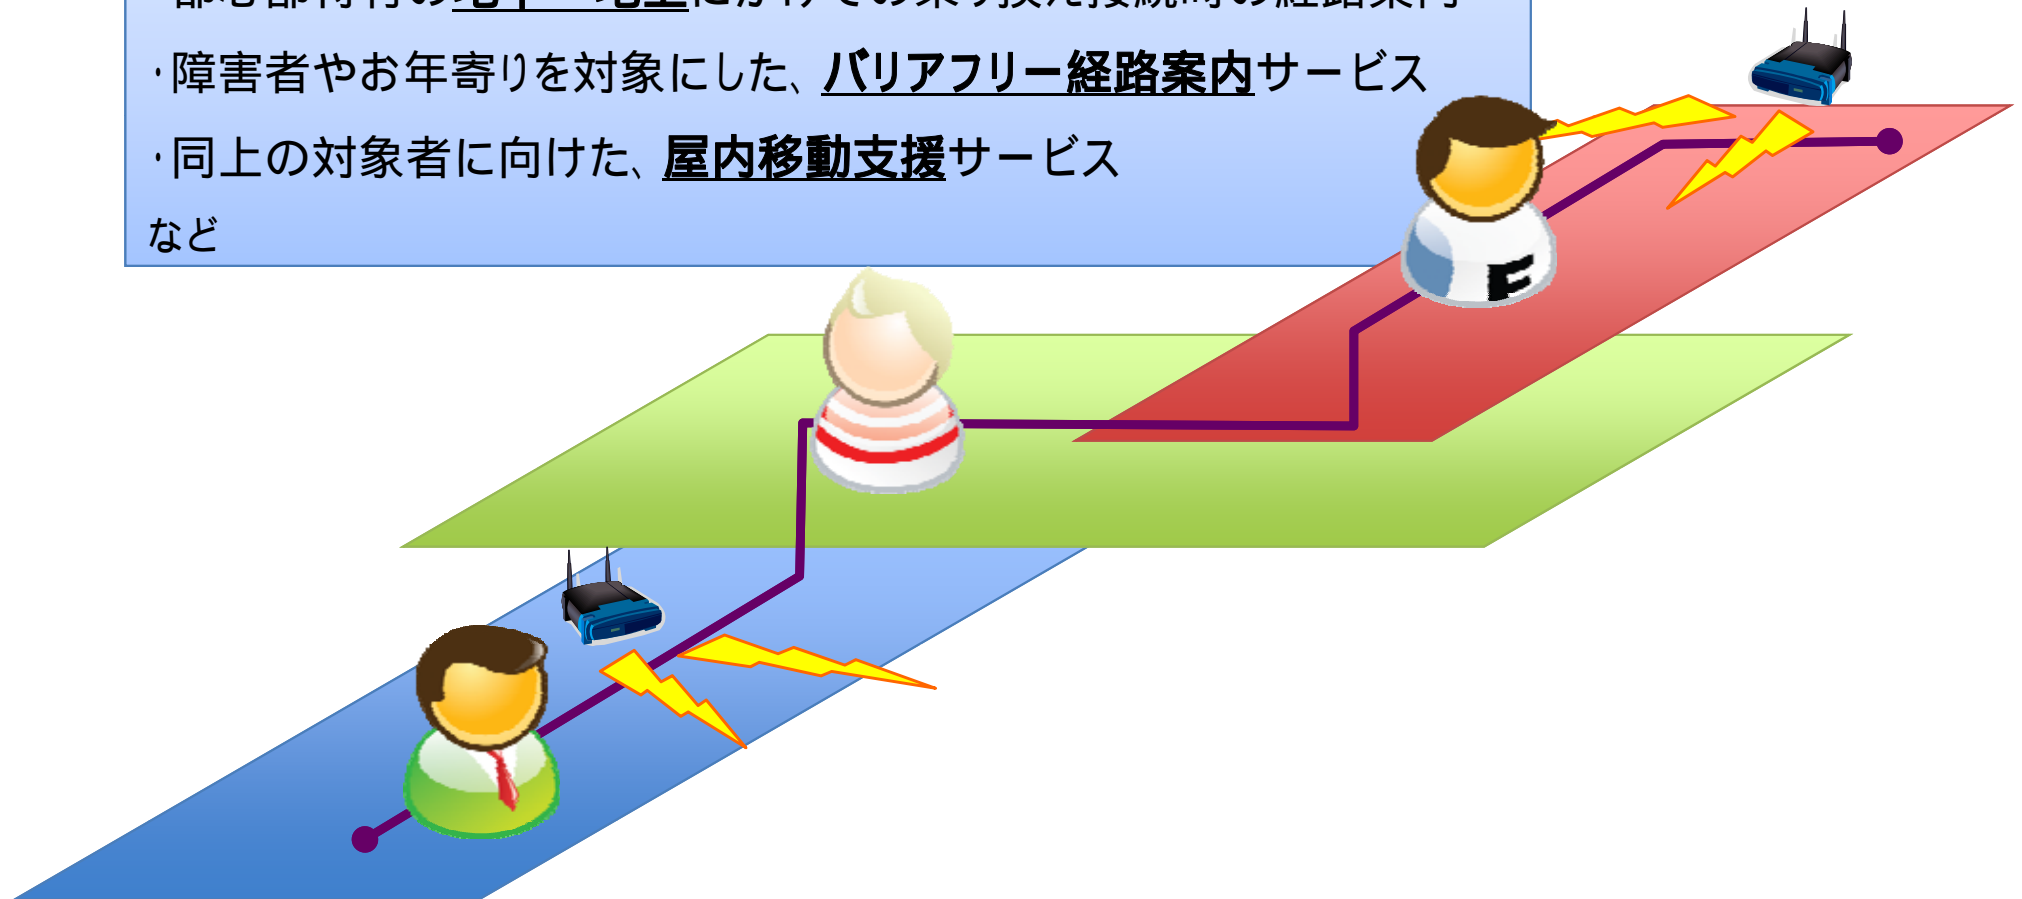 ・障害者やお年寄りを対象にした、バリアフリー経路案内サービス
・同上の対象者に向けた、屋内移動支援サービス
など
E